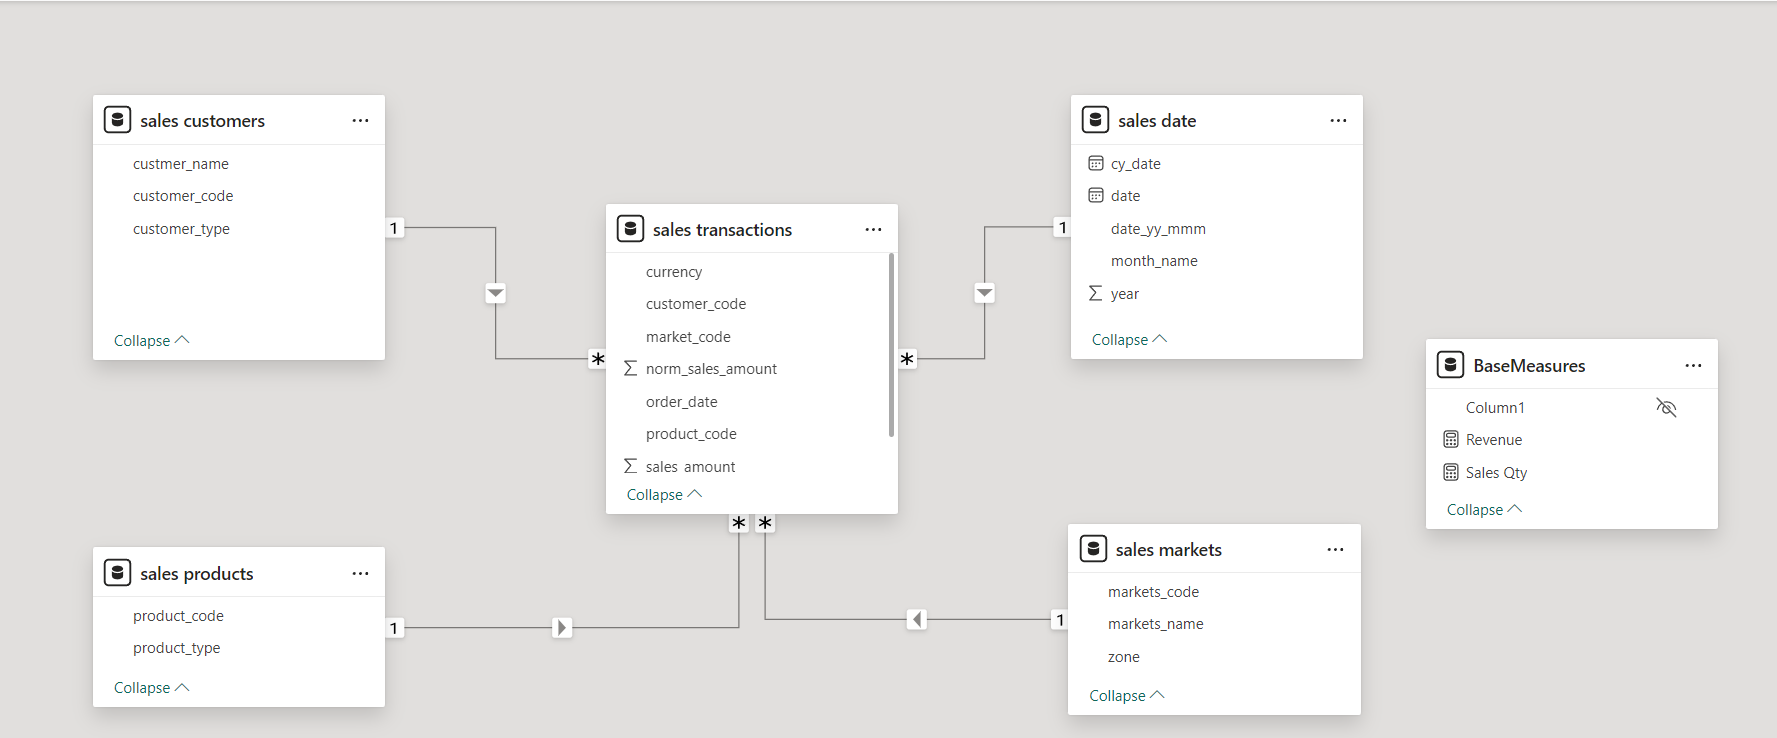 sales customers
custmer_name
customer_code
customer_type
Collapse
1
*
sales transactions
currency
customer_code
market_code
norm_sales_amount
order_date
product_code
sales_amount
Collapse
*
*
*
sales date
cy_date
date
date_yy_mmm
month_name
year
Collapse
1
BaseMeasures
Column1
Revenue
Sales Qty
Collapse
sales products
product_code
product_type
Collapse
1
sales markets
markets_code
markets_name
zone
Collapse
1